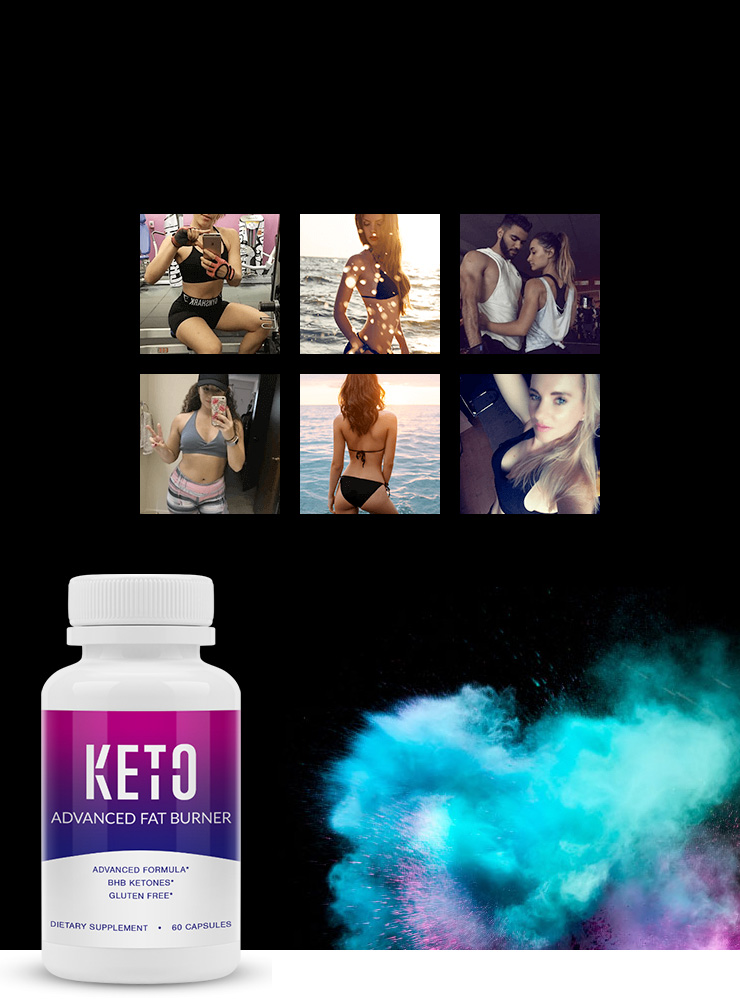 KETO
ADVANCED FAT BURNER
ADVANCED FORMULA*
BHB KETONES*
GLUTEN FREE*
DIETARY SUPPLEMENT • 60 CAPSULES